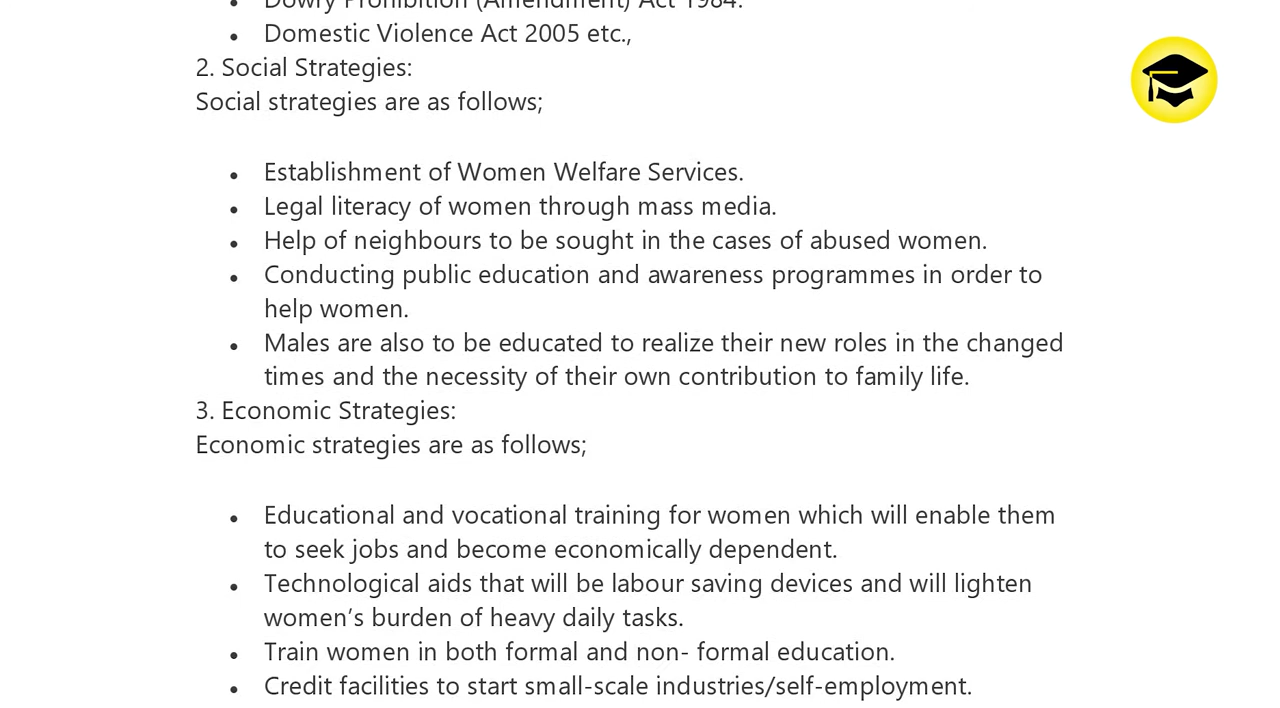 Dowry Prohibition (Amendment) Act 1984.
• Domestic Violence Act 2005 etc.,
2. Social Strategies:
Social strategies are as follows;
• Establishment of Women Welfare Services.
• Legal literacy of women through mass media.
• Help of neighbours to be sought in the cases of abused women.
• Conducting public education and awareness programmes in order to
help women.
• Males are also to be educated to realize their new roles in the changed
times and the necessity of their own contribution to family life.
3. Economic Strategies:
Economic strategies are as follows;
• Educational and vocational training for women which will enable them
to seek jobs and become economically dependent.
• Technological aids that will be labour saving devices and will lighten
women’s burden of heavy daily tasks.
• Train women in both formal and non- formal education.
• Credit facilities to start small-scale industries/self-employment.